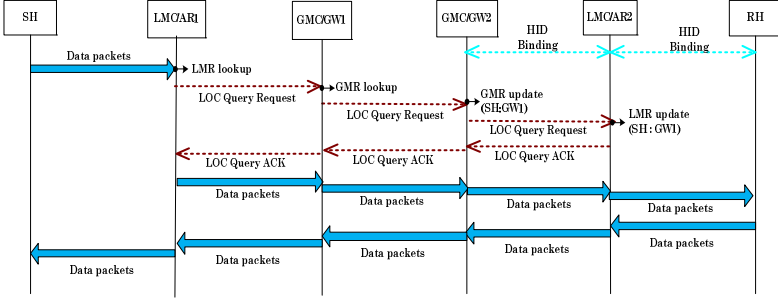 SH
LMC/AR1
GMC/GW1
GMC/GW2
LMC/AR2
RH
HID
Binding
HID
Binding
Data packets
LMR lookup
LOC Query Request
GMR lookup
LOC Query Request
GMR update
(SH:GW1)
LOC Query Request
LMR update
(SH : GW1)
LOC Query ACK
LOC Query ACK
LOC Query ACK
Data packets
Data packets
Data packets
Data packets
Data packets
Data packets
Data packets
Data packets
Data packets